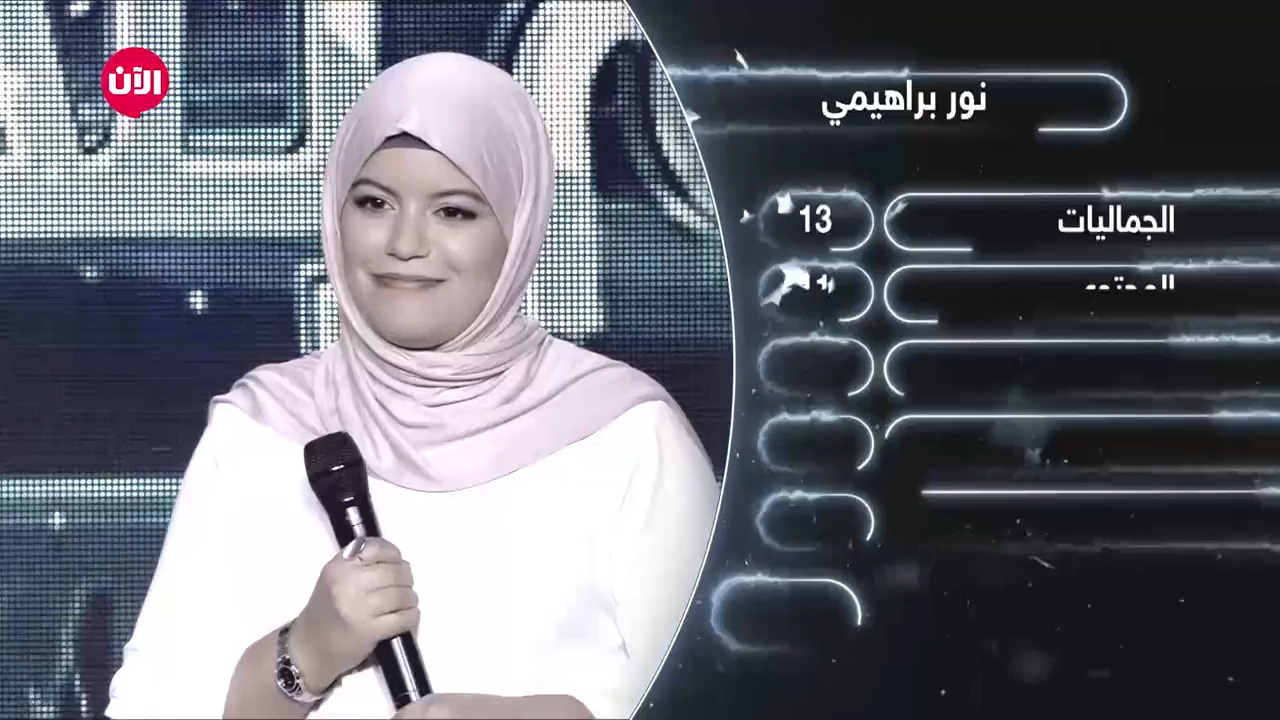 الآن
نور براهيمي
الجماليات 13